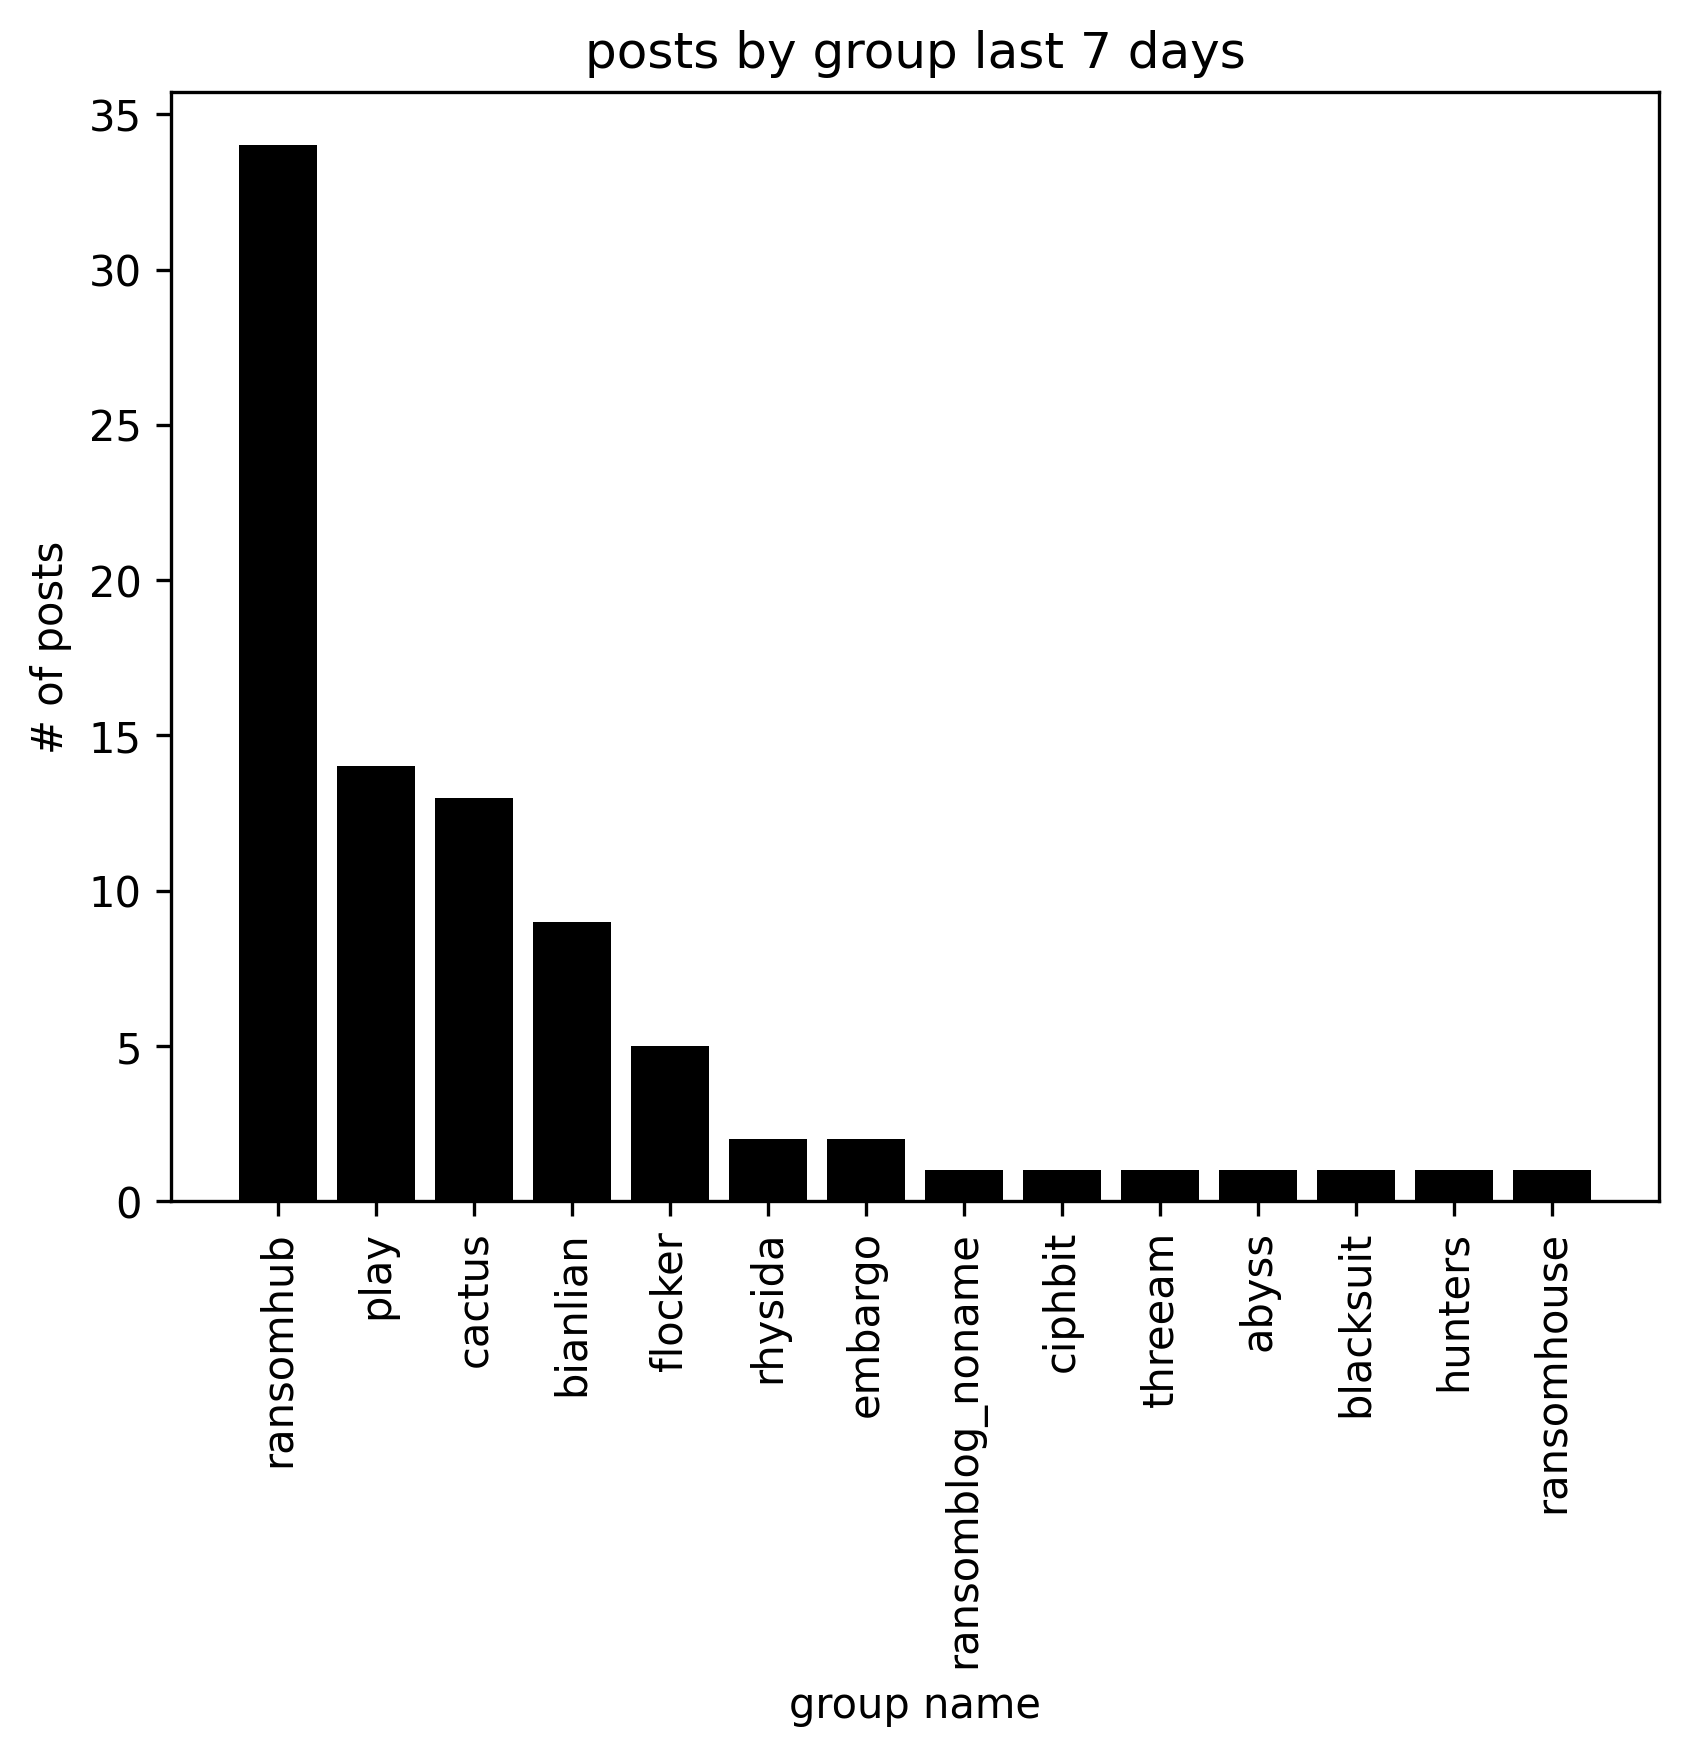 posts by group last 7 days
# of posts
35
30
25
20
15
10
5
0
ransomhub
play
cactus
bianlian
flocker
rhysida
embargo
ransomblog_noname
ciphbit
threeam
abyss
blacksuit
hunters
ransomhouse
group name